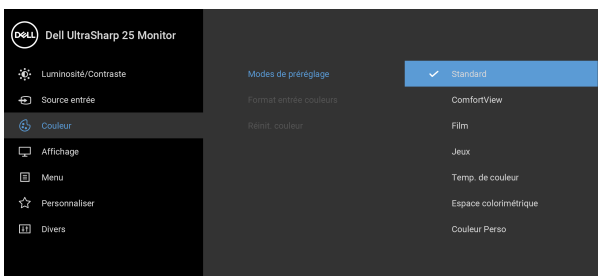 DELL Dell UltraSharp 25 Monitor
Luminosité/Contraste
Source entrée
Couleur
Affichage
Menu
Personnaliser
Divers
Modes de préréglage
Format entrée couleurs
Réinit. couleur
Standard
ComfortView
Film
Jeux
Temp. de couleur
Espace colorimétrique
Couleur Perso